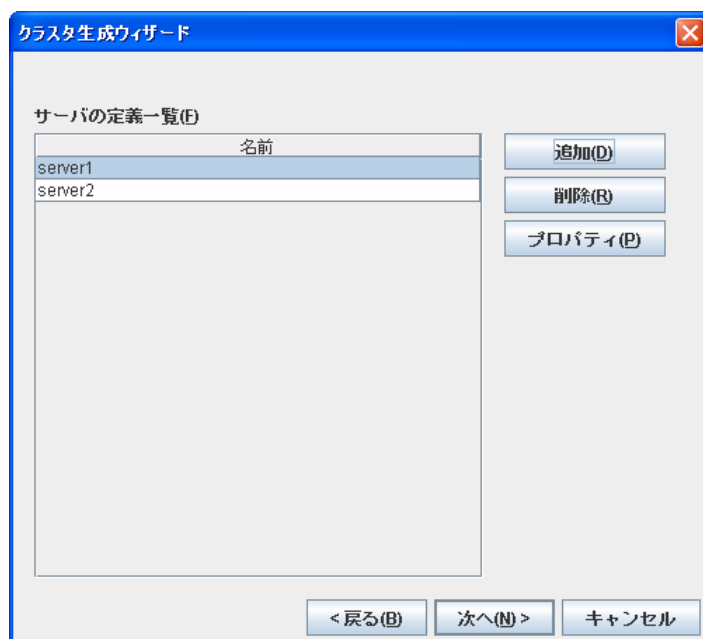 クラスタ生成ウィザード
サーバの定義一覧(F)
名前
server1
server2
追加(D)
削除(R)
プロパティ(P)
< 戻る(B)
次へ(N) >
キャンセル